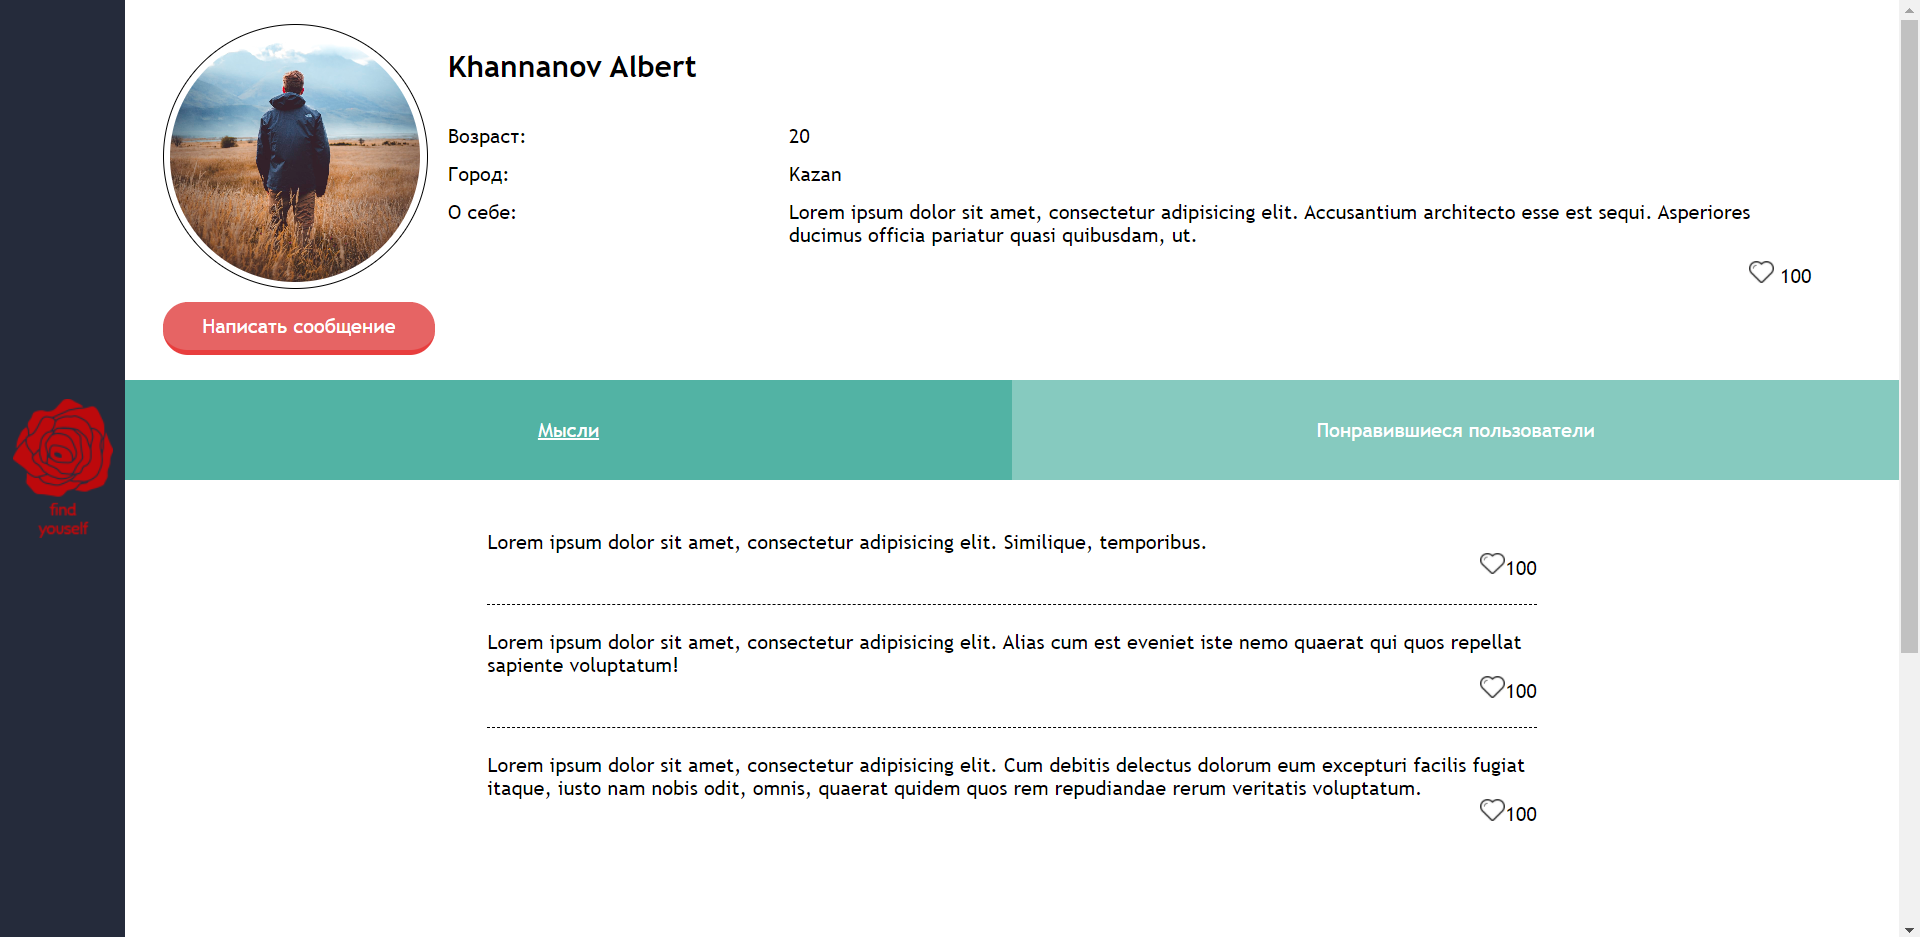 Khannanov Albert
Возраст: 20
Город: Kazan
О себе: Lorem ipsum dolor sit amet, consectetur adipisicing elit. Accusantium architecto esse est sequi. Asperiores
ducimus officia pariatur quasi quibusdam, ut.
100
Написать сообщение
Мысли Понравившиеся пользователи
find
youself
Lorem ipsum dolor sit amet, consectetur adipisicing elit. Similique, temporibus.
100
Lorem ipsum dolor sit amet, consectetur adipisicing elit. Alias cum est eveniet iste nemo quaerat qui quos repellat
sapiente voluptatum!
100
Lorem ipsum dolor sit amet, consectetur adipisicing elit. Cum debitis delectus dolorum eum excepturi facilis fugiat
itaque, iusto nam nobis odit, omnis, quaerat quidem quos rem repudiandae rerum veritatis voluptatum.
100